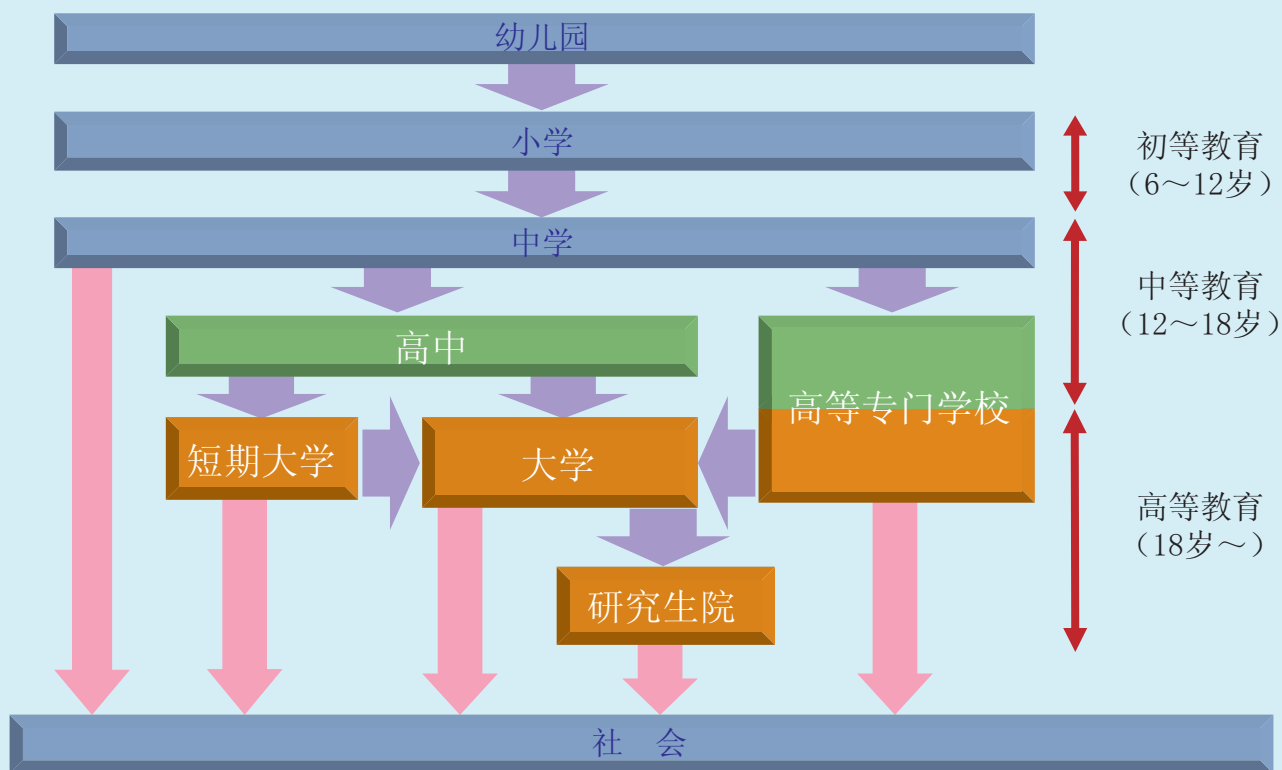 幼儿园
小学
初等教育
（6～12岁）
中学
中等教育
（12～18岁）
高中
高等专门学校
短期大学
大学
高等教育
（18岁～）
研究生院
社　会